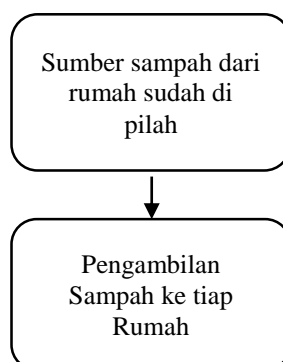 Sumber sampah dari
rumah sudah di
pilah
Pengambilan
Sampah ke tiap
Rumah